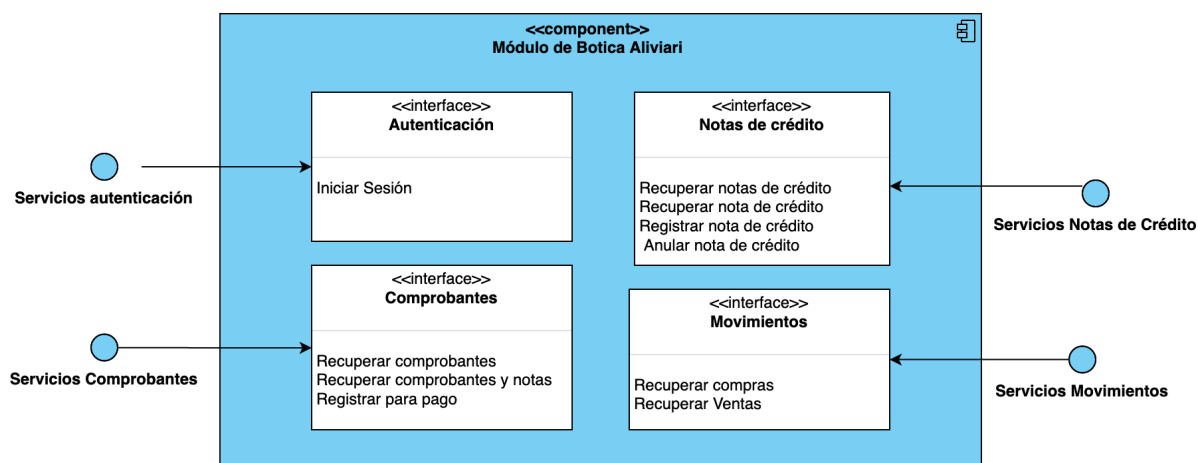 <<component>>
Módulo de Botica Aliviari
<<interface>>
Autenticación
Iniciar Sesión
<<interface>>
Notas de crédito
Recuperar notas de crédito
Recuperar nota de crédito
Registrar nota de crédito
Anular nota de crédito
Servicios autenticación
Servicios Notas de Crédito
<<interface>>
Comprobantes
Recuperar comprobantes
Recuperar comprobantes y notas
Registrar para pago
<<interface>>
Movimientos
Recuperar compras
Recuperar Ventas
Servicios Comprobantes
Servicios Movimientos